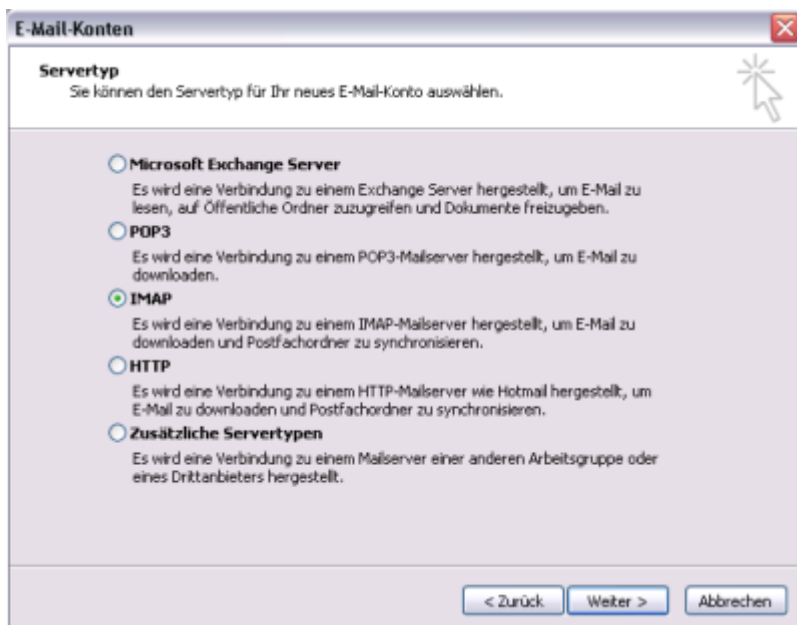 E-Mail-Konten
Servertyp
Sie können den Servertyp für Ihr neues E-Mail-Konto auswählen.
Microsoft Exchange Server
Es wird eine Verbindung zu einem Exchange Server hergestellt, um E-Mail zu
lesen, auf Öffentliche Ordner zuzugreifen und Dokumente freizugeben.
POP3
Es wird eine Verbindung zu einem POP3-Mailserver hergestellt, um E-Mail zu
downloaden.
IMAP
Es wird eine Verbindung zu einem IMAP-Mailserver hergestellt, um E-Mail zu
downloaden und Postfachordner zu synchronisieren.
HTTP
Es wird eine Verbindung zu einem HTTP-Mailserver wie Hotmail hergestellt, um
E-Mail zu downloaden und Postfachordner zu synchronisieren.
Zusätzliche Servertypen
Es wird eine Verbindung zu einem Mailserver einer anderen Arbeitsgruppe oder
eines Drittanbieters hergestellt.
< Zurück Weiter > Abbrechen